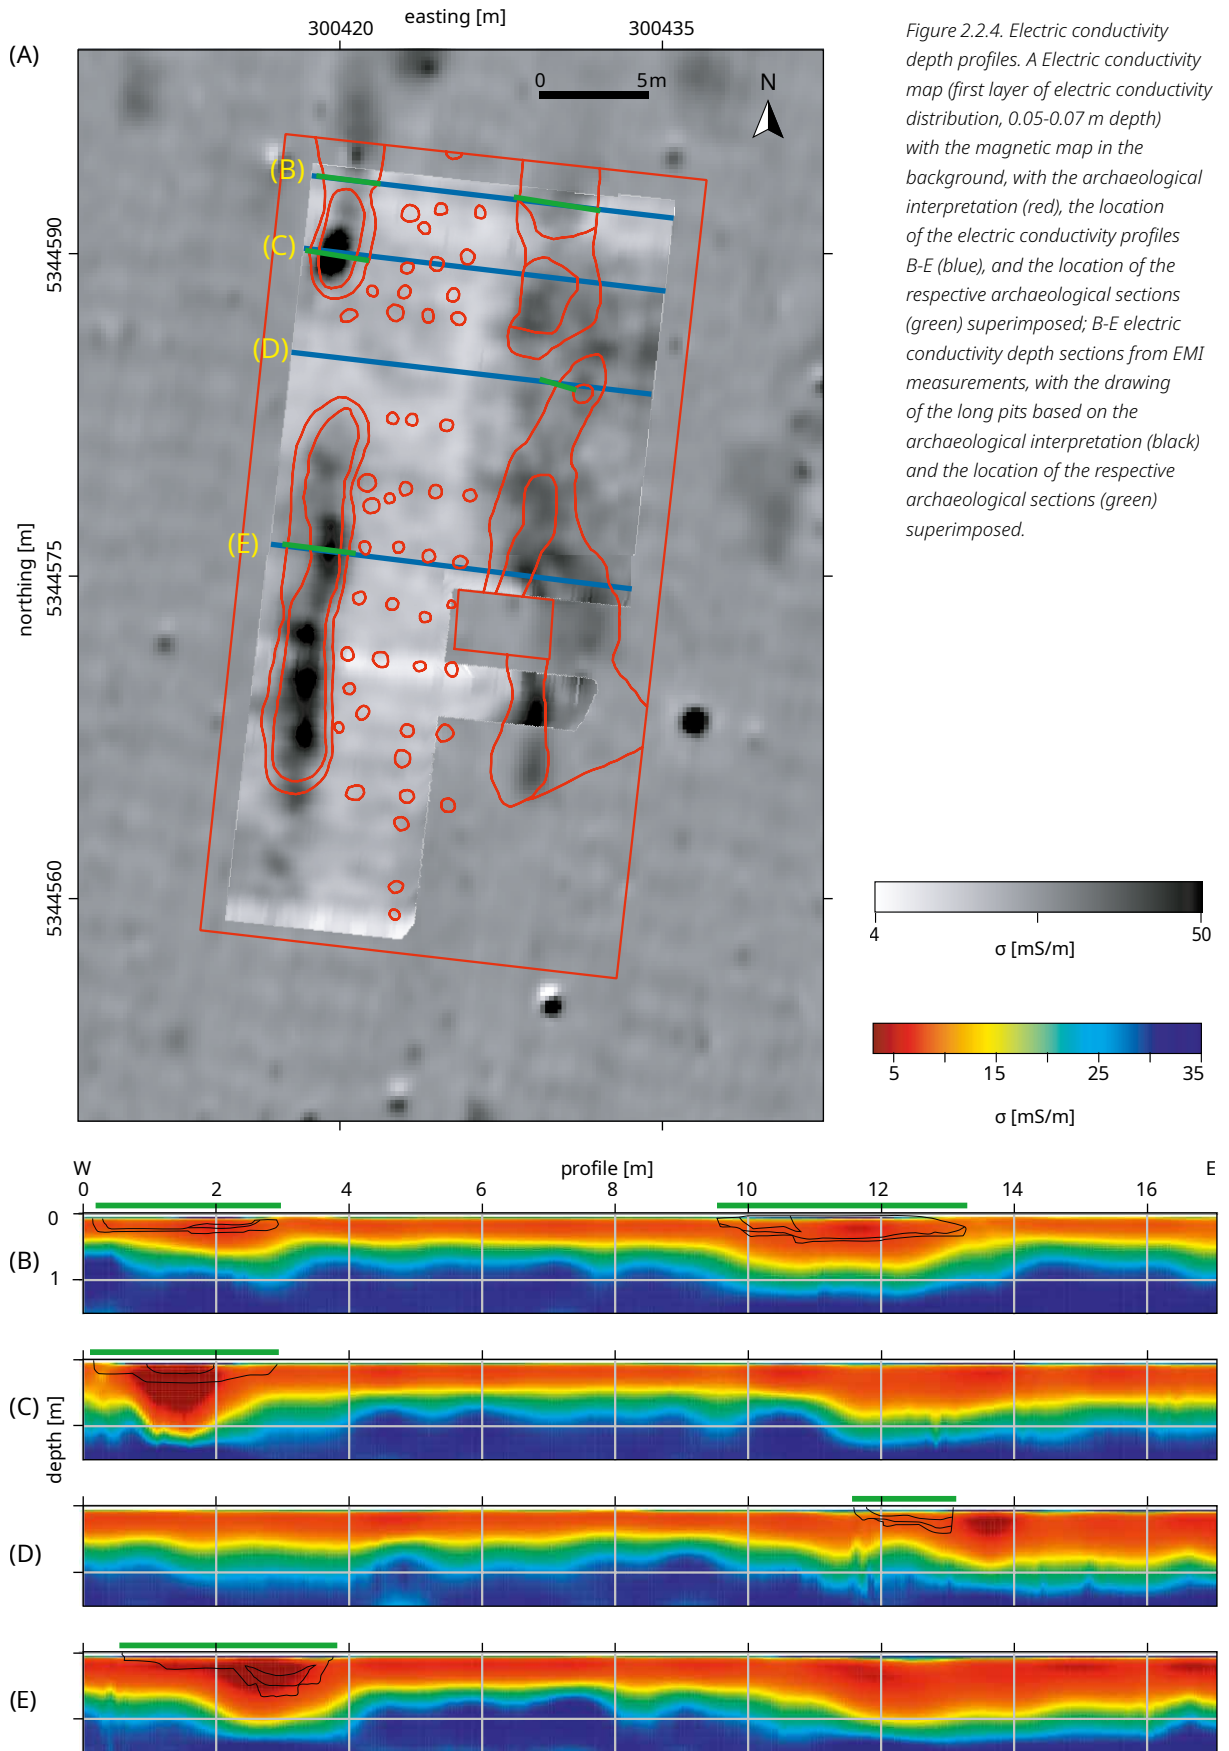 (A)
easting [m]
300420 300435
0 5m
N
(B)
(C)
(D)
(E)
5344590
5344575
5344560
northing [m]
Figure 2.2.4. Electric conductivity
depth profiles. A Electric conductivity
map (first layer of electric conductivity
distribution, 0.05-0.07 m depth)
with the magnetic map in the
background, with the archaeological
interpretation (red), the location
of the electric conductivity profiles
B-E (blue), and the location of the
respective archaeological sections
(green) superimposed; B-E electric
conductivity depth sections from EMI
measurements, with the drawing
of the long pits based on the
archaeological interpretation (black)
and the location of the respective
archaeological sections (green)
superimposed.
4 50
σ [mS/m]
5 15 25 35
σ [mS/m]
W profile [m] E
0 2 4 6 8 10 12 14 16
0
(B)
1
(C)
depth [m]
(D)
(E)